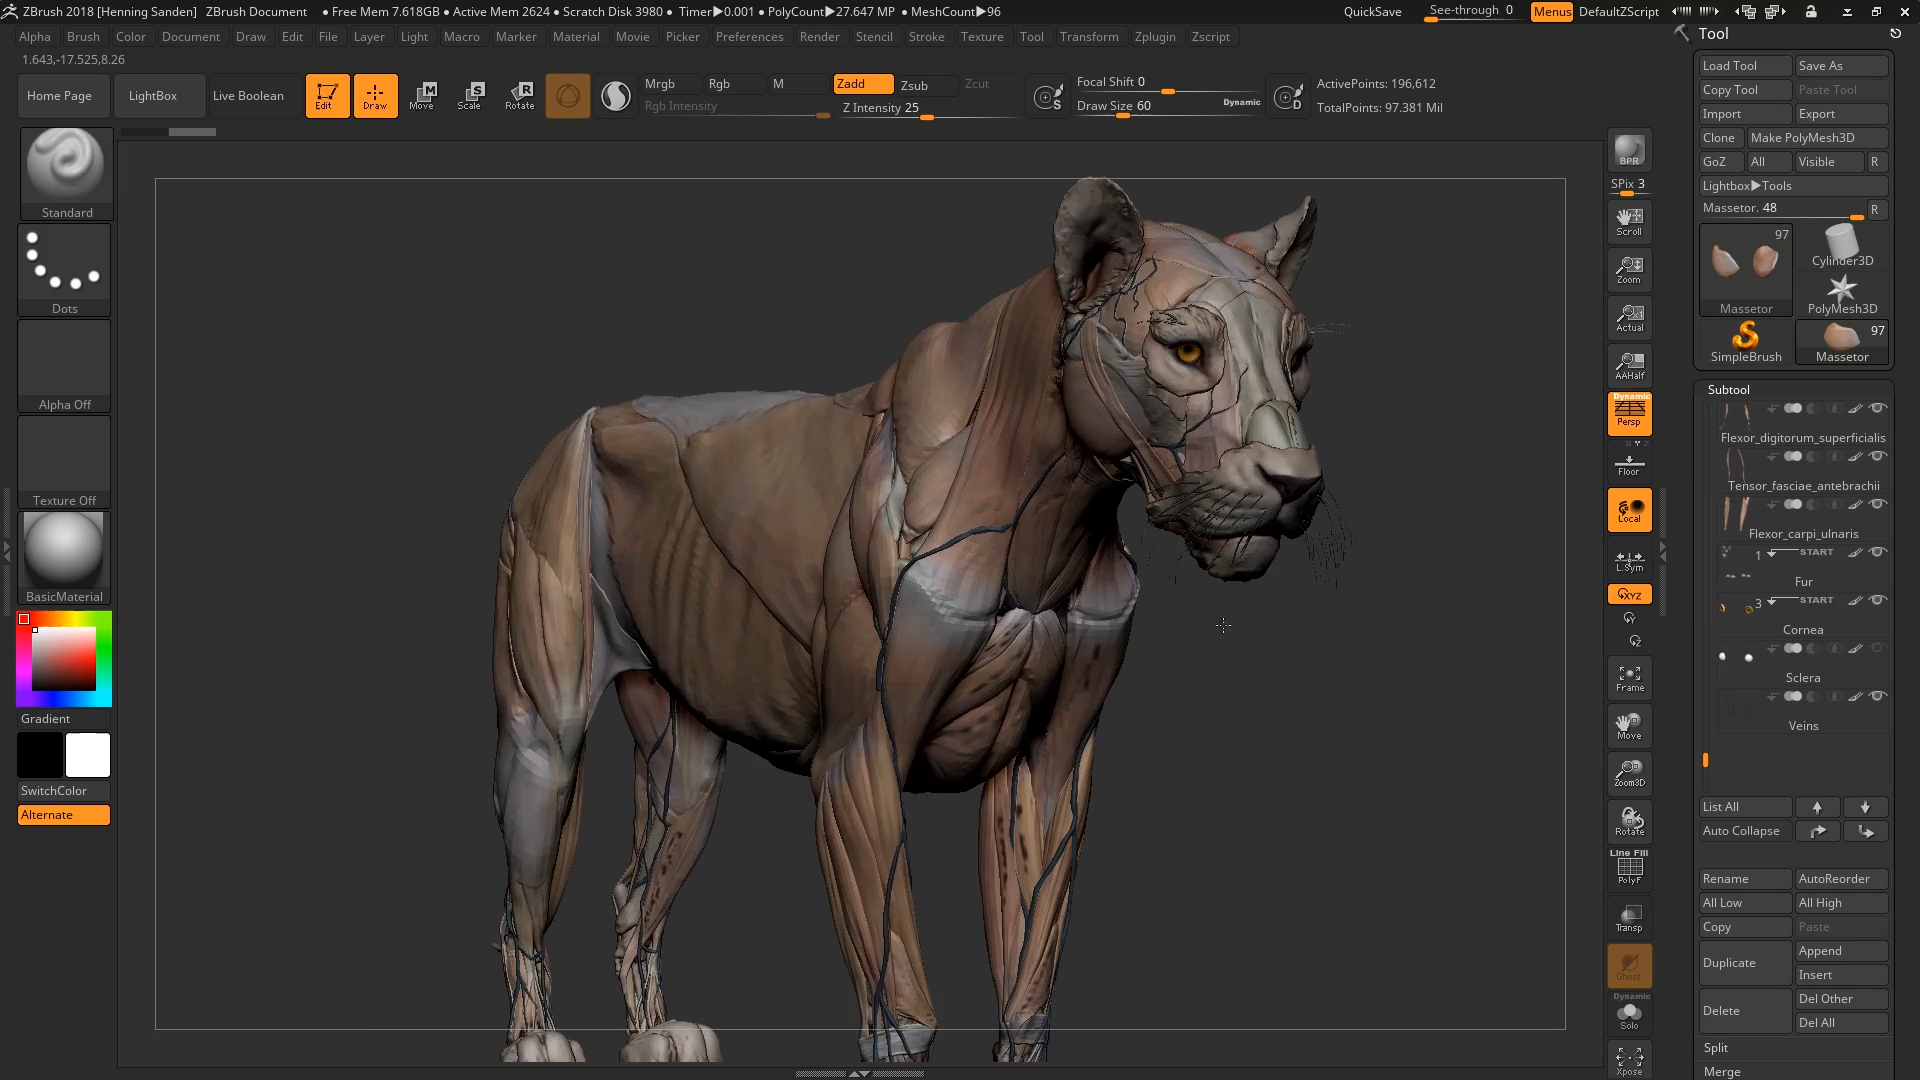 ZBrush 2018 [Henning Sanden] ZBrush Document • Free Mem 7.618GB • Active Mem 2624 • Scratch Disk 3980 • Timer▶0.001 • PolyCount▶27.647 MP • MeshCount▶96 QuickSave See-through 0 Menus DefaultZScript
Alpha Brush Color Document Draw Edit File Layer Light Macro Marker Material Movie Picker Preferences Render Stencil Stroke Texture Tool Transform Zplugin Zscript
1.643,-17.525,8.26
Home Page LightBox Live Boolean Edit Draw Move Scale Rotate
Mrgb Rgb M Zadd Zsub Zcut
Rgb Intensity Z Intensity 25
S
Focal Shift 0
Draw Size 60 Dynamic
D
ActivePoints: 196,612
TotalPoints: 97.381 Mil
Standard
Dots
Alpha Off
Texture Off
BasicMaterial
Gradient
SwitchColor
Alternate
BPR
SPix 3
Scroll
Zoom
Actual
AAHalf
Dynamic
Persp
Floor
Local
L.Sym
XYZ
Y
Z
Frame
Move
Zoom3D
Rotate
Line Fill
PolyF
Transp
Ghost
Dynamic
Solo
Xpose
Tool
Load Tool Save As
Copy Tool Paste Tool
Import Export
Clone Make PolyMesh3D
GoZ All Visible R
Lightbox▶Tools
Massetor. 48 R
97
Massetor
Cylinder3D
PolyMesh3D
SimpleBrush
97
Massetor
Subtool
Flexor_digitorum_superficialis
Tensor_fasciae_antebrachii
Flexor_carpi_ulnaris
1 START
Fur
3 START
Cornea
Sclera
Veins
List All
Auto Collapse
Rename AutoReorder
All Low All High
Copy Paste
Duplicate Append
Insert
Delete Del Other
Del All
Split
Merge